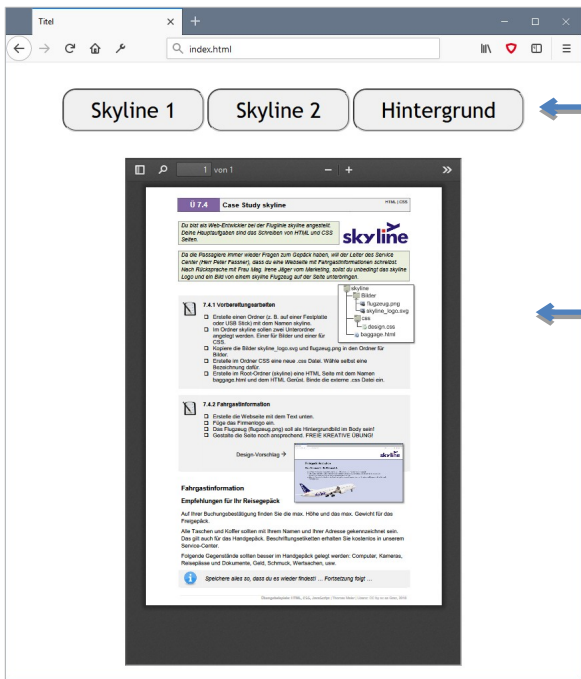 Titel
index.html
Skyline 1
Skyline 2
Hintergrund
1 von 1
Ü 7.4 Case Study skyline
HTML | CSS
Du bist als Web-Entwickler bei der Fluglinie skyline angestellt.
Deine Hauptaufgaben sind das Schreiben von HTML und CSS
Seiten.
skyline
Da die Passagiere immer wieder Fragen zum Gepäck haben, will der Leiter des Service
Center (Herr Peter Fassner), dass du eine Webseite mit Fahrgastinformationen schreibst.
Nach Rücksprache mit Frau Mag. Irene Jäger vom Marketing, sollst du unbedingt das skyline
Logo und ein Bild von einem skyline Flugzeug auf der Seite unterbringen.
7.4.1 Vorbereitungsarbeiten
Erstelle einen Ordner (z. B. auf einer Festplatte
oder USB Stick) mit dem Namen skyline.
Im Ordner skyline sollen zwei Unterordner
angelegt werden. Einer für Bilder und einer für
CSS.
Kopiere die Bilder skyline_logo.svg und flugzeug.png in den Ordner für
Bilder.
Erstelle im Ordner CSS eine neue .css Datei. Wähle selbst eine
Bezeichnung dafür.
Erstelle im Root-Ordner (skyline) eine HTML Seite mit dem Namen
baggage.html und dem HTML Gerüst. Binde die externe .css Datei ein.
skyline
Bilder
flugzeug.png
skyline_logo.svg
css
design.css
baggage.html
7.4.2 Fahrgastinformation
Erstelle die Webseite mit dem Text unten.
Füge das Firmenlogo ein.
Das Flugzeug (flugzeug.png) soll als Hintergrundbild im Body sein!
Gestalte die Seite noch ansprechend. FREIE KREATIVE ÜBUNG!
Design-Vorschlag →
skyline
Fahrgastinformation
Empfehlungen für Ihr Reisegepäck
Auf Ihrer Buchungsbestätigung finden Sie die max. Höhe und das max. Gewicht für das
Freigepäck.
Alle Taschen und Koffer sollten mit Ihrem Namen und Ihrer Adresse gekennzeichnet sein.
Das gilt auch für das Handgepäck. Beschriftungsetiketten erhalten Sie kostenlos in unserem
Service-Center.
Folgende Gegenstände sollten besser im Handgepäck gelegt werden: Computer, Kameras,
Reisepässe und Dokumente, Geld, Schmuck, Wertsachen, usw.
Speichere alles so, dass du es wieder findest! … Fortsetzung folgt …